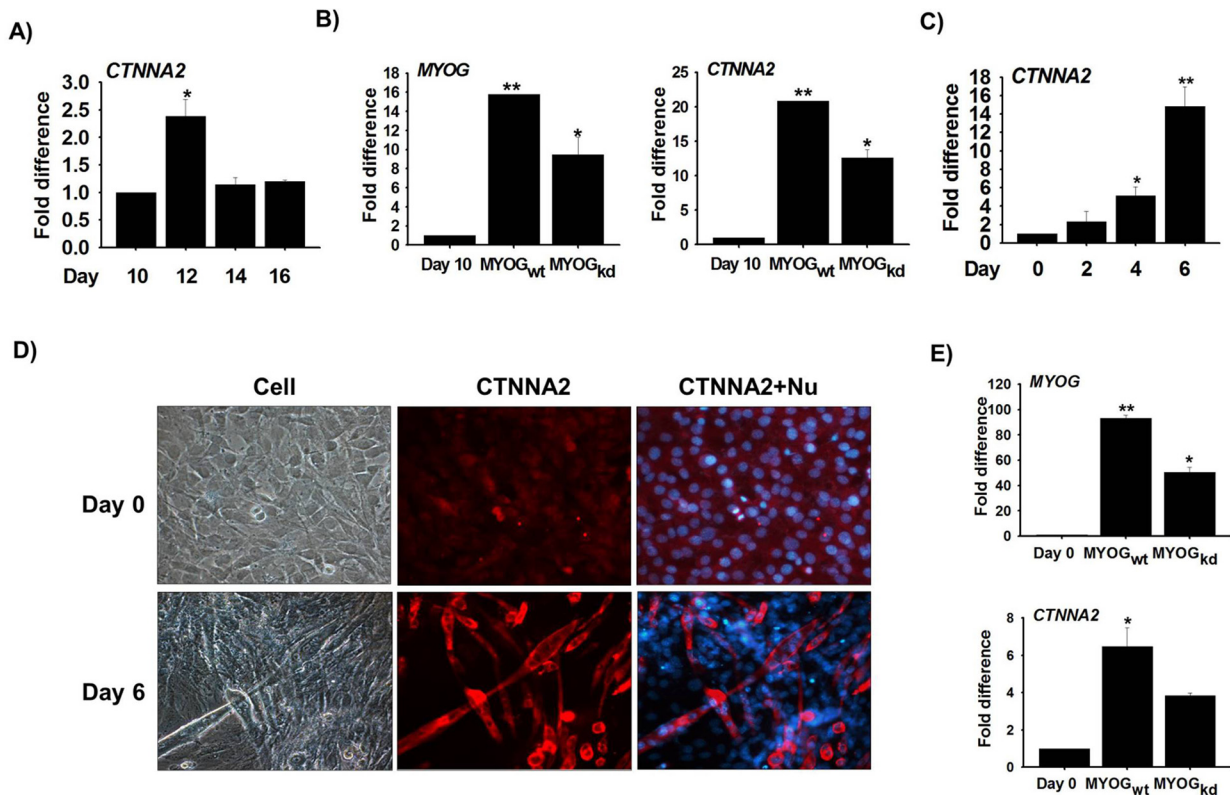 A)
CTNNA2
*
Fold difference
3.0
2.5
2.0
1.5
1.0
0.5
0.0
Day 10 12 14 16
B)
MYOG
**
*
Fold difference
18
16
14
12
10
8
6
4
2
0
Day 10 MYOGwt MYOGkd
CTNNA2
**
*
Fold difference
25
20
15
10
5
0
Day 10 MYOGwt MYOGkd
C)
CTNNA2
**
*
Fold difference
18
16
14
12
10
8
6
4
2
0
Day 0 2 4 6
D)
Cell CTNNA2 CTNNA2+Nu
Day 0
Day 6
E)
MYOG
**
*
Fold difference
120
100
80
60
40
20
0
Day 0 MYOGwt MYOGkd
CTNNA2
*
Fold difference
8
6
4
2
0
Day 0 MYOGwt MYOGkd